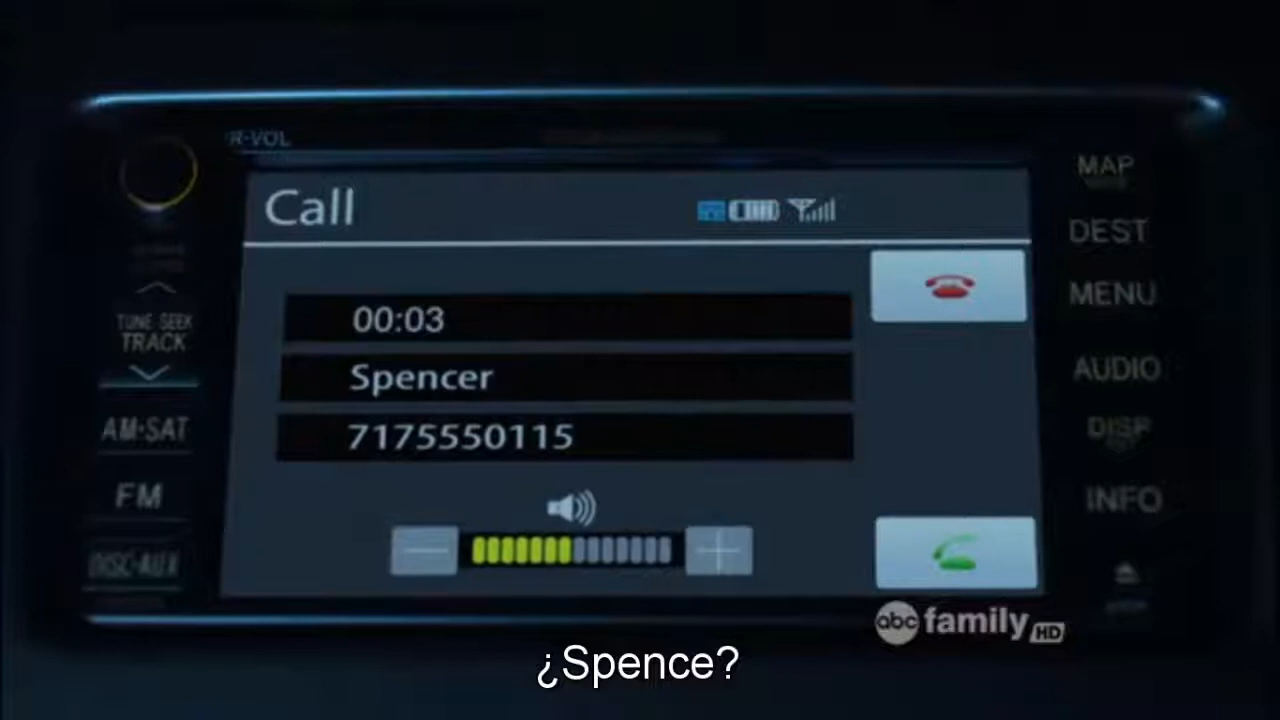 R-VOL
MAP
Call
DEST
MENU
TUNE SEEK
TRACK
00:03
Spencer
AUDIO
AM·SAT
7175550115
DISP
FM
INFO
DISC·AUX
abc family HD
¿Spence?